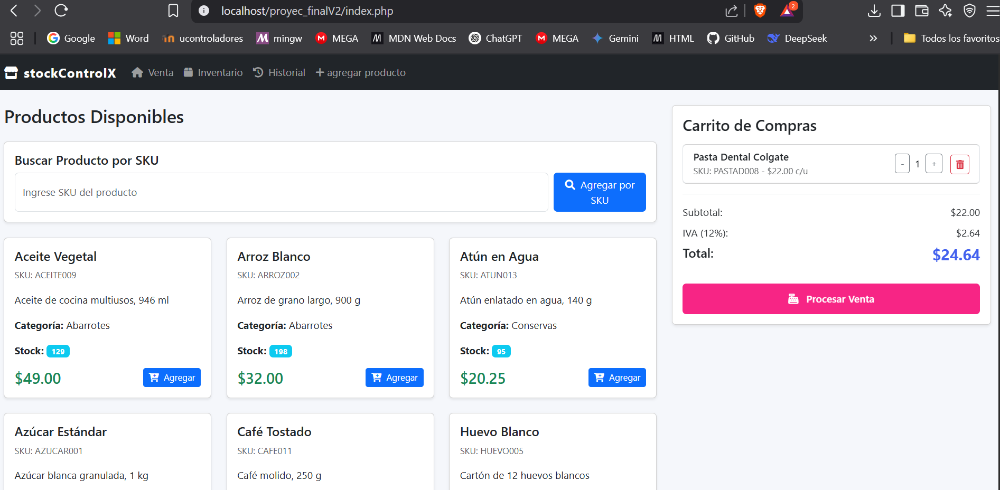 localhost/proyec_finalV2/index.php
2
Google
Word
ucontroladores
mingw
MEGA
MDN Web Docs
ChatGPT
MEGA
Gemini
HTML
GitHub
DeepSeek
»
Todos los favoritos
stockControlX
Venta
Inventario
Historial
+ agregar producto
Productos Disponibles
Buscar Producto por SKU
Ingrese SKU del producto
Agregar por
SKU
Aceite Vegetal
SKU: ACEITE009
Aceite de cocina multiusos, 946 ml
Categoría: Abarrotes
Stock: 129
$49.00
Agregar
Arroz Blanco
SKU: ARROZ002
Arroz de grano largo, 900 g
Categoría: Abarrotes
Stock: 198
$32.00
Agregar
Atún en Agua
SKU: ATUN013
Atún enlatado en agua, 140 g
Categoría: Conservas
Stock: 95
$20.25
Agregar
Azúcar Estándar
SKU: AZUCAR001
Azúcar blanca granulada, 1 kg
Café Tostado
SKU: CAFE011
Café molido, 250 g
Huevo Blanco
SKU: HUEVO005
Cartón de 12 huevos blancos
Carrito de Compras
Pasta Dental Colgate
SKU: PASTAD008 - $22.00 c/u
- 1 +
Subtotal: $22.00
IVA (12%): $2.64
Total: $24.64
Procesar Venta